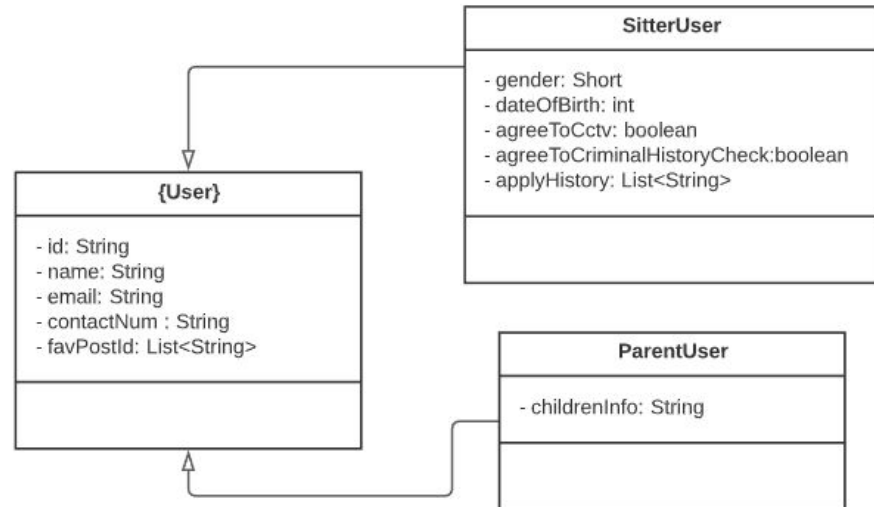 SitterUser
- gender: Short
- dateOfBirth: int
- agreeToCctv: boolean
- agreeToCriminalHistoryCheck:boolean
- applyHistory: List<String>
{User}
- id: String
- name: String
- email: String
- contactNum : String
- favPostId: List<String>
ParentUser
- childrenInfo: String